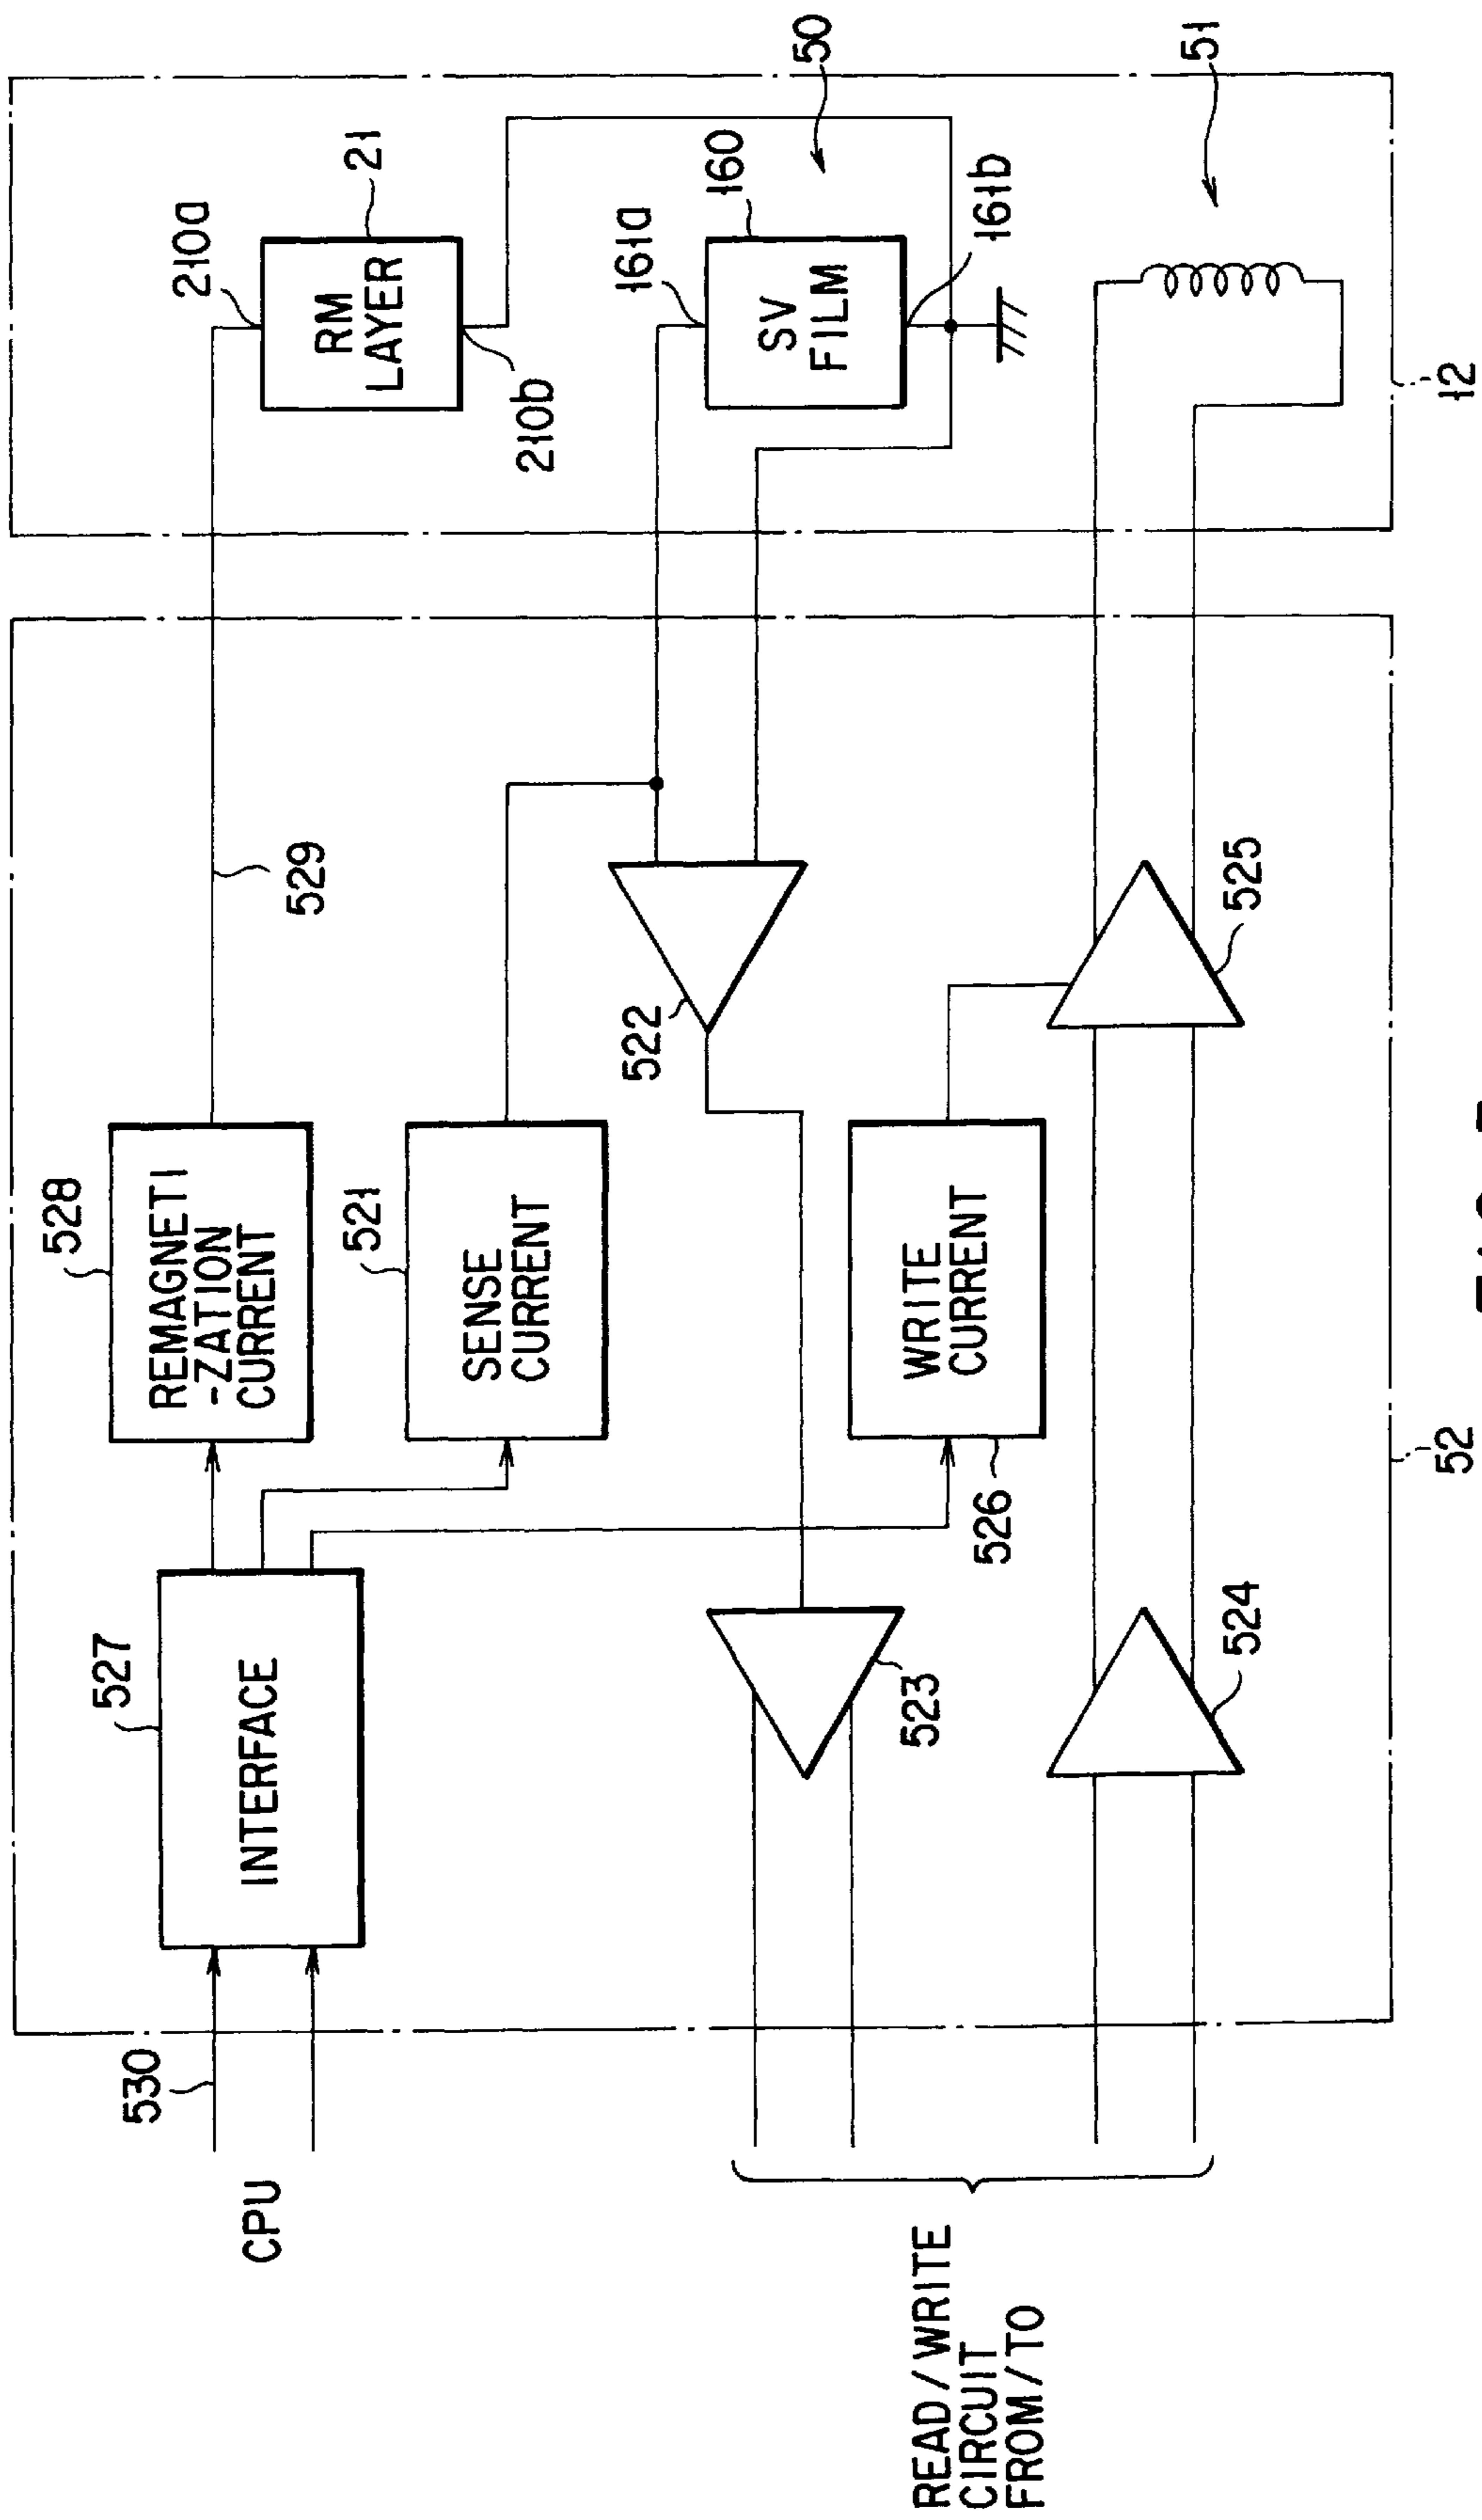 CPU
530
527
INTERFACE
528
REMAGNETI
-ZATION
CURRENT
529
210a
21
RM
LAYER
210b
521
SENSE
CURRENT
161a
160
SV
FILM
161b
50
522
523
526
WRITE
CURRENT
51
READ/WRITE
CIRCUIT
FROM/TO
524
525
52
12